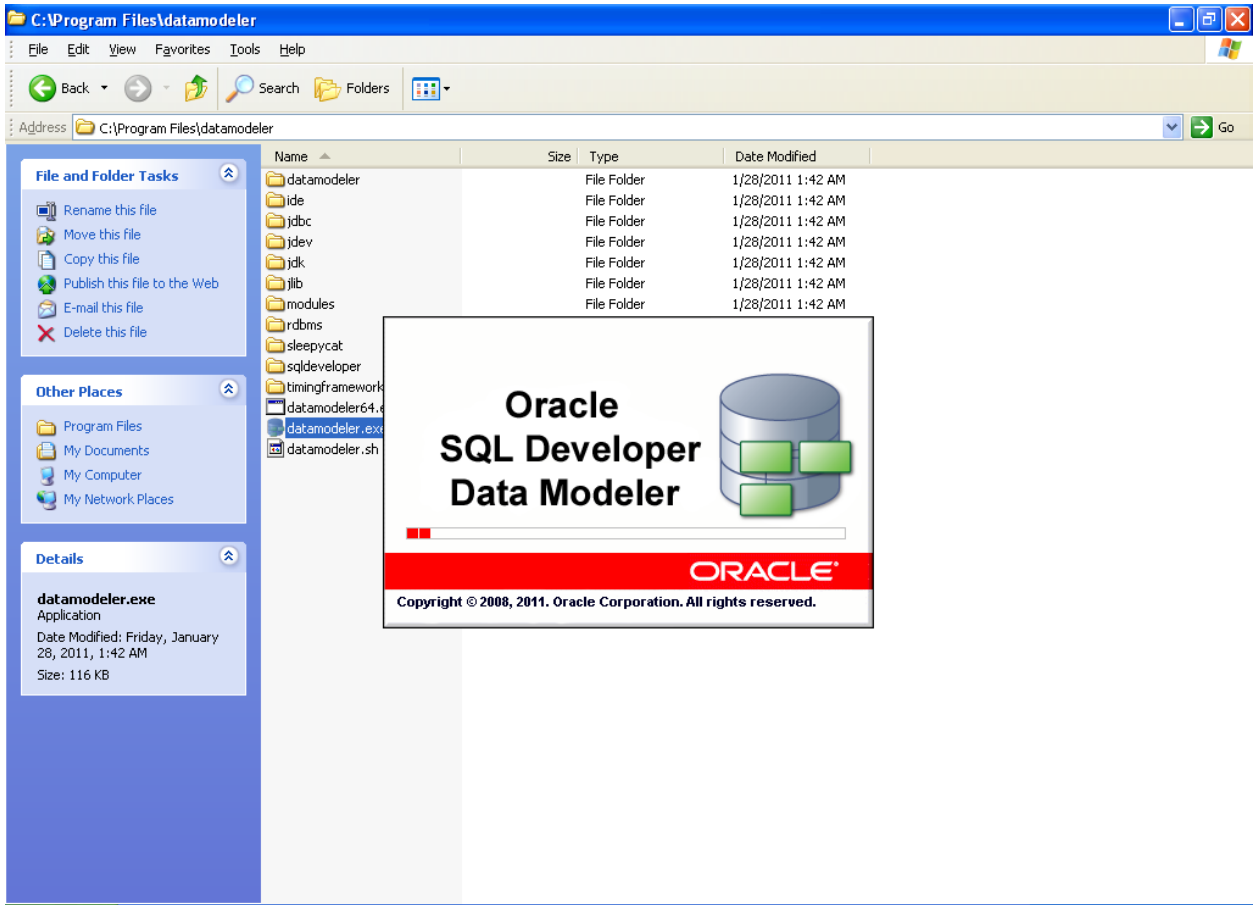 C:\Program Files\datamodeler
File Edit View Favorites Tools Help
Back Search Folders
Address C:\Program Files\datamodeler Go
Name Size Type Date Modified
File and Folder Tasks
Rename this file
Move this file
Copy this file
Publish this file to the Web
E-mail this file
Delete this file
Other Places
Program Files
My Documents
My Computer
My Network Places
Details
datamodeler.exe
Application
Date Modified: Friday, January
28, 2011, 1:42 AM
Size: 116 KB
datamodeler File Folder 1/28/2011 1:42 AM
ide File Folder 1/28/2011 1:42 AM
jdbc File Folder 1/28/2011 1:42 AM
jdev File Folder 1/28/2011 1:42 AM
jdk File Folder 1/28/2011 1:42 AM
jlib File Folder 1/28/2011 1:42 AM
modules File Folder 1/28/2011 1:42 AM
rdbms
sleepycat
sqldeveloper
timingframework
datamodeler64.e
datamodeler.exe
datamodeler.sh
Oracle
SQL Developer
Data Modeler
ORACLE®
Copyright © 2008, 2011. Oracle Corporation. All rights reserved.